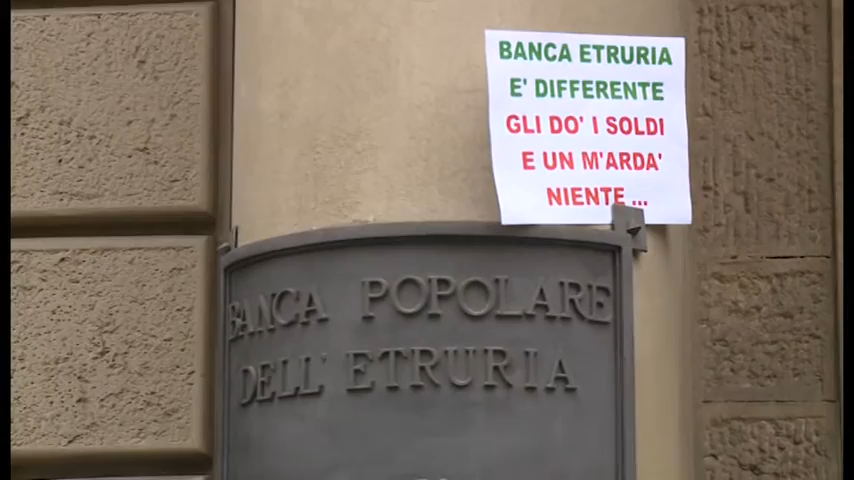 BANCA ETRURIA
E' DIFFERENTE
GLI DO' I SOLDI
E UN M'ARDA'
NIENTE ...
BANCA POPOLARE
DELL' ETRURIA